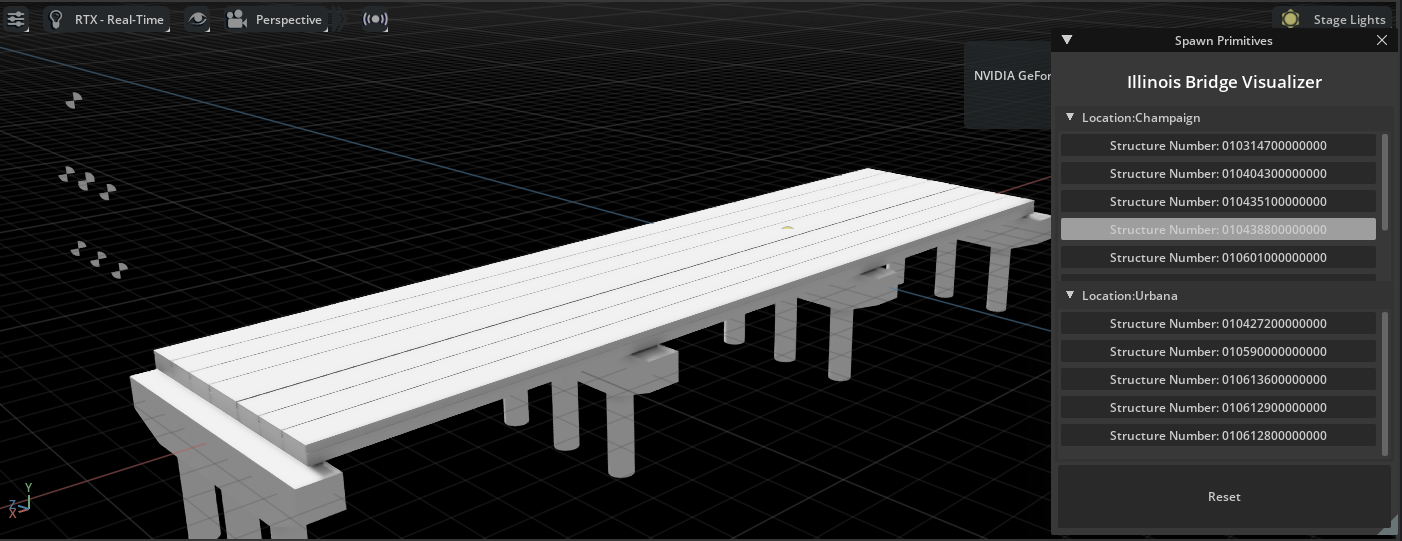 RTX - Real-Time
Perspective
Stage Lights
Spawn Primitives
NVIDIA GeFor
Illinois Bridge Visualizer
Location:Champaign
Structure Number: 010314700000000
Structure Number: 010404300000000
Structure Number: 010435100000000
Structure Number: 010438800000000
Structure Number: 010601000000000
Location:Urbana
Structure Number: 010427200000000
Structure Number: 010590000000000
Structure Number: 010613600000000
Structure Number: 010612900000000
Structure Number: 010612800000000
Reset
Y
Z
X